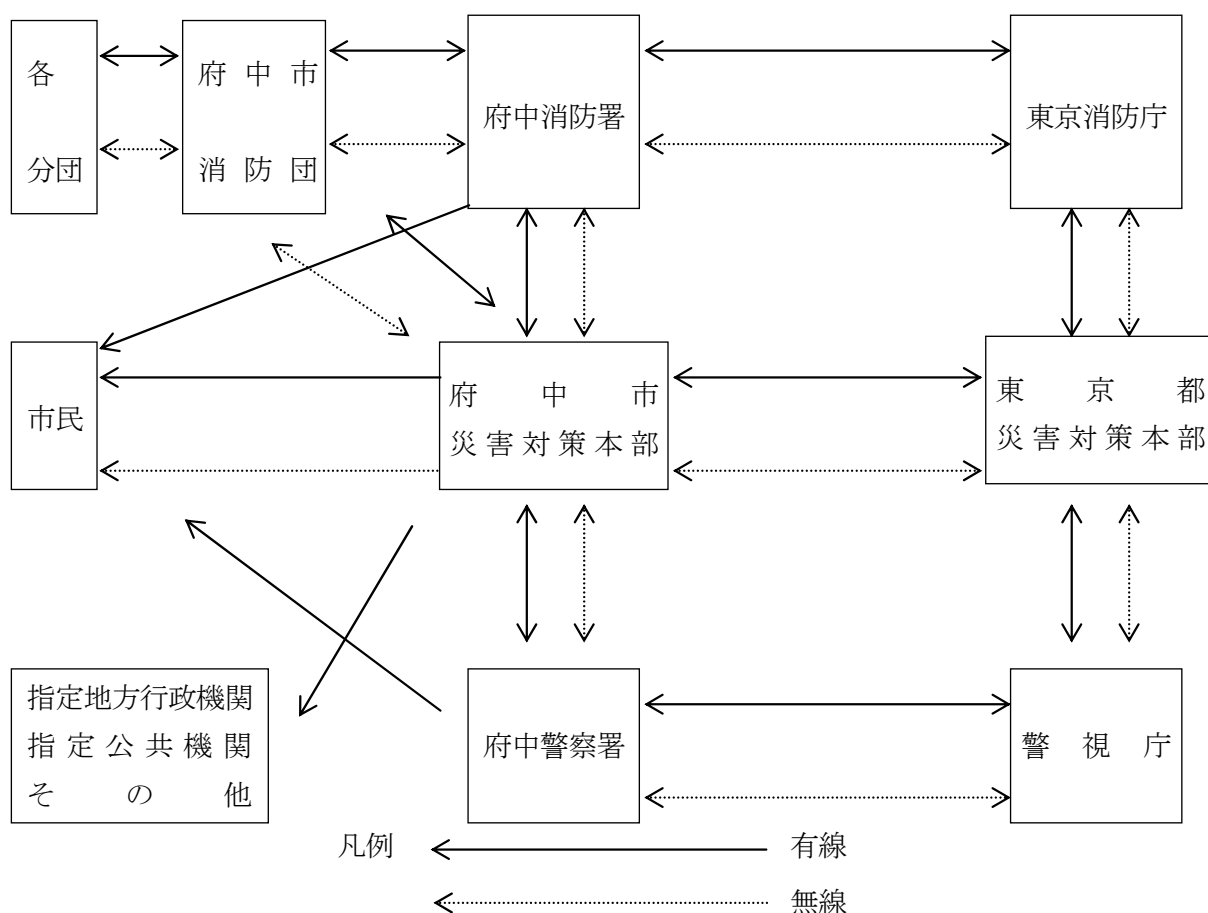 各
分団
府中市
消防団
府中消防署
東京消防庁
市民
府中市
災害対策本部
東京都
災害対策本部
指定地方行政機関
指定公共機関
その他
府中警察署
警視庁
凡例
有線
無線